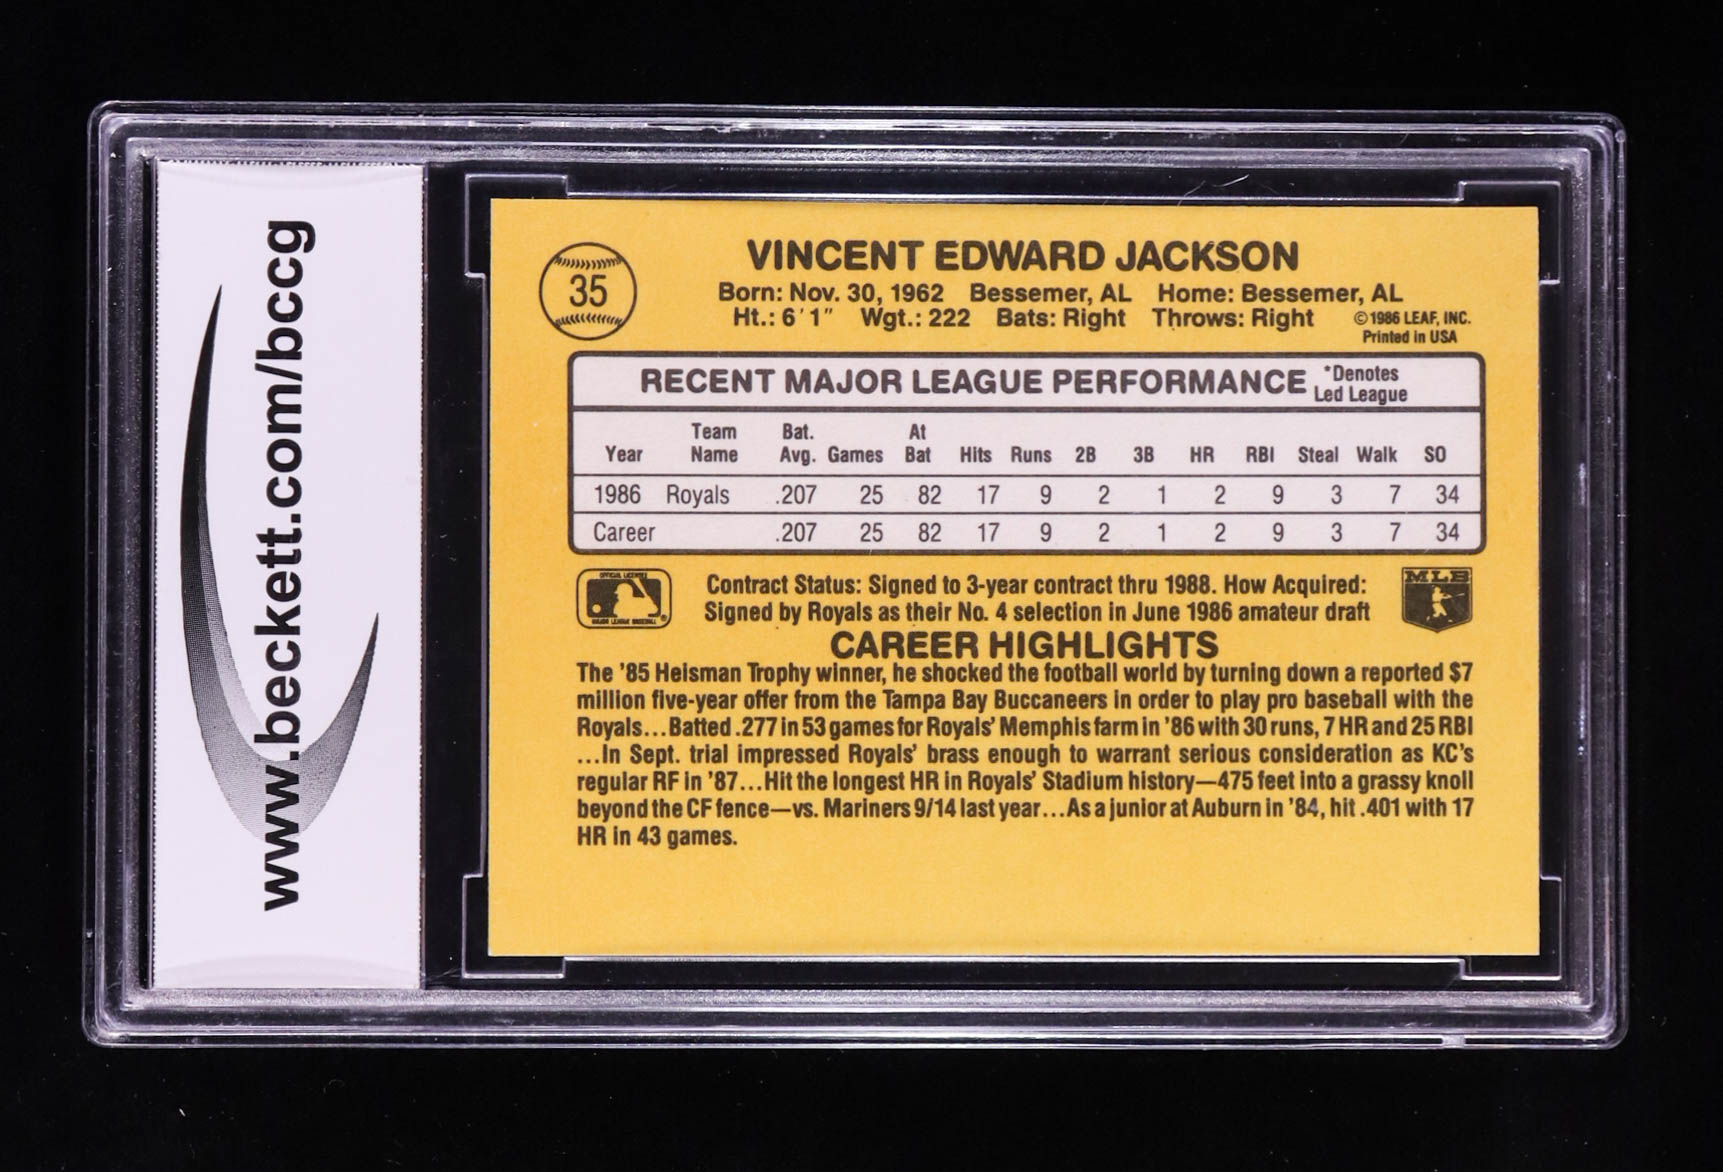 www.beckett.com/bccg
35
VINCENT EDWARD JACKSON
Born: Nov. 30, 1962 Bessemer, AL Home: Bessemer, AL
Ht.: 6'1" Wgt.: 222 Bats: Right Throws: Right ©1986 LEAF, INC.
Printed in USA
RECENT MAJOR LEAGUE PERFORMANCE *Denotes
Led League
Year Team Name Bat. Avg. Games At Bat Hits Runs 2B 3B HR RBI Steal Walk SO
1986 Royals .207 25 82 17 9 2 1 2 9 3 7 34
Career .207 25 82 17 9 2 1 2 9 3 7 34
OFFICIAL LICENSEE
MAJOR LEAGUE BASEBALL ®
Contract Status: Signed to 3-year contract thru 1988. How Acquired:
Signed by Royals as their No. 4 selection in June 1986 amateur draft
MLB
CAREER HIGHLIGHTS
The '85 Heisman Trophy winner, he shocked the football world by turning down a reported $7
million five-year offer from the Tampa Bay Buccaneers in order to play pro baseball with the
Royals...Batted .277 in 53 games for Royals' Memphis farm in '86 with 30 runs, 7 HR and 25 RBI
...In Sept. trial impressed Royals' brass enough to warrant serious consideration as KC's
regular RF in '87...Hit the longest HR in Royals' Stadium history—475 feet into a grassy knoll
beyond the CF fence—vs. Mariners 9/14 last year...As a junior at Auburn in '84, hit .401 with 17
HR in 43 games.